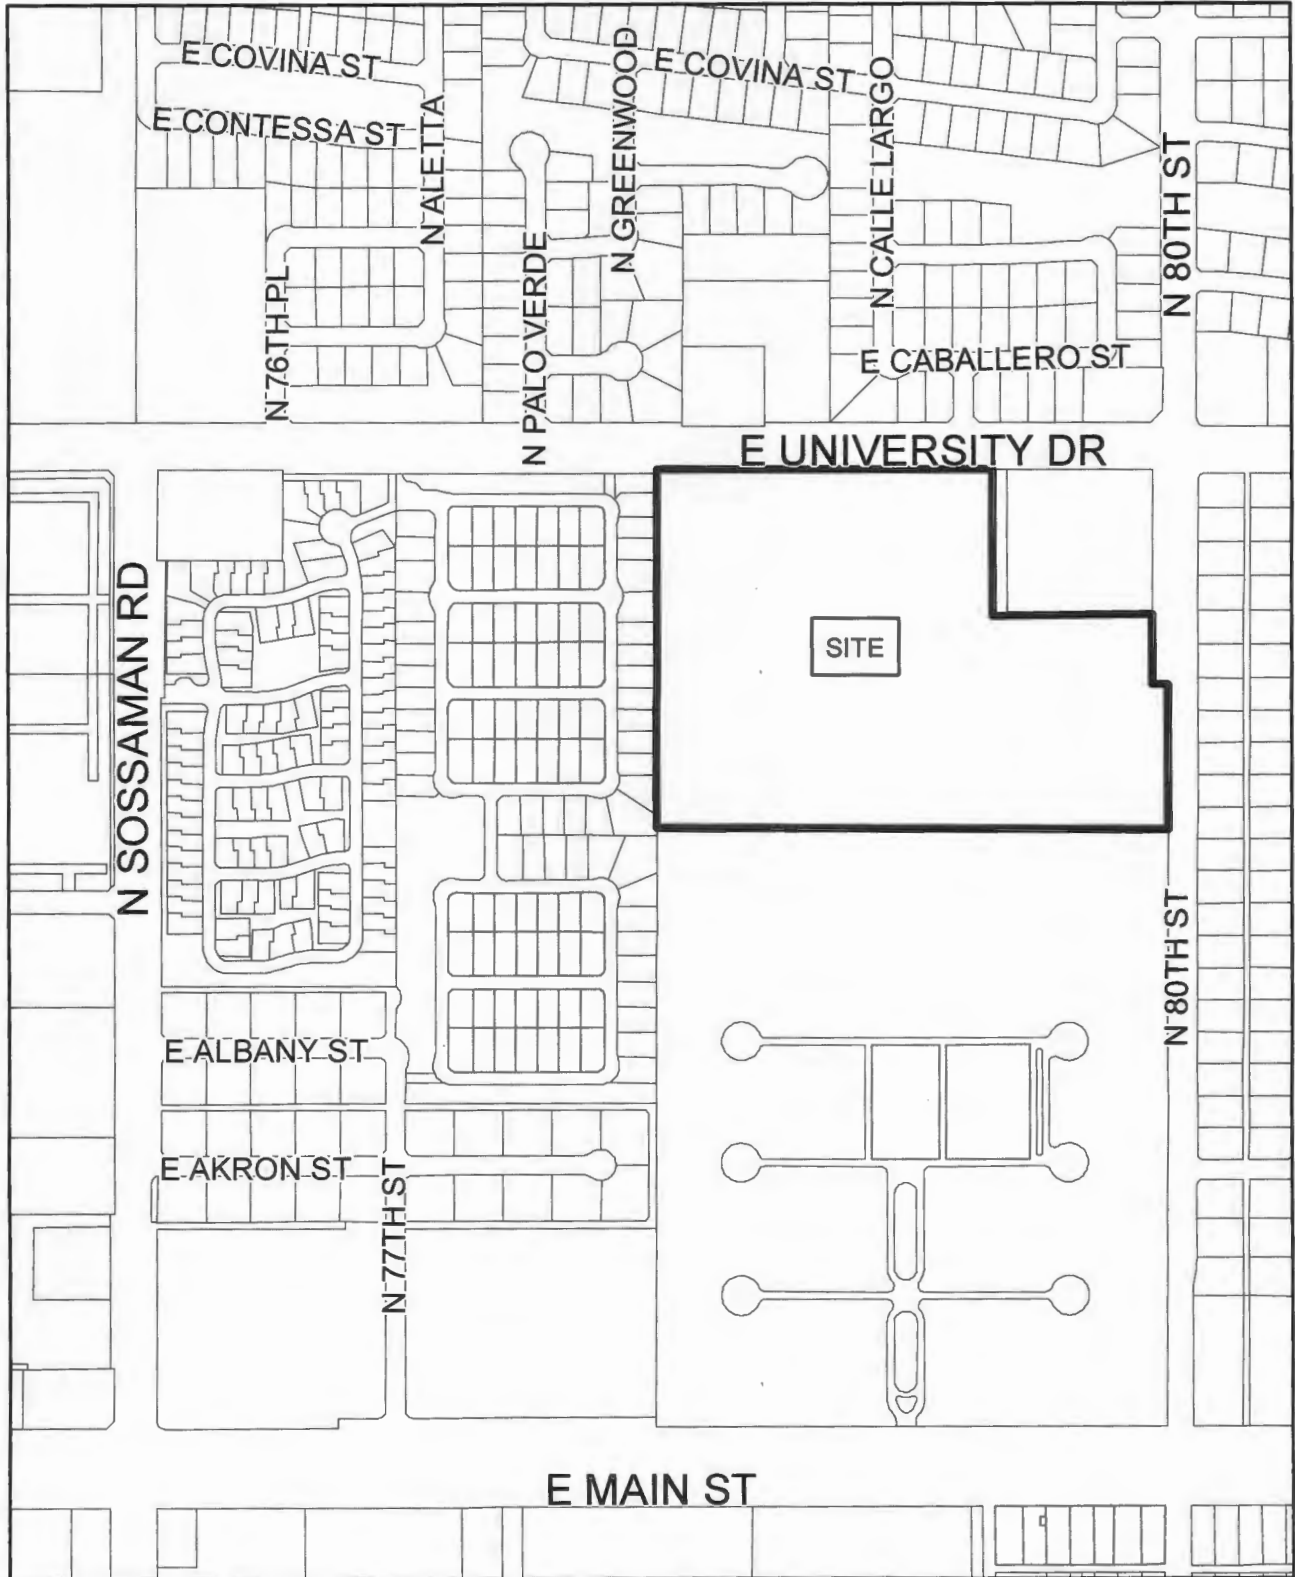 E COVINA ST
E COVINA ST
E CONTESSA ST
N ALETTA
N GREENWOOD
N CALLE LARGO
N 80TH ST
N PALO VERDE
N 76TH PL
E CABALLERO ST
E UNIVERSITY DR
N SOSSAMAN RD
SITE
N 80TH ST
E ALBANY ST
E AKRON ST
N 77TH ST
E MAIN ST